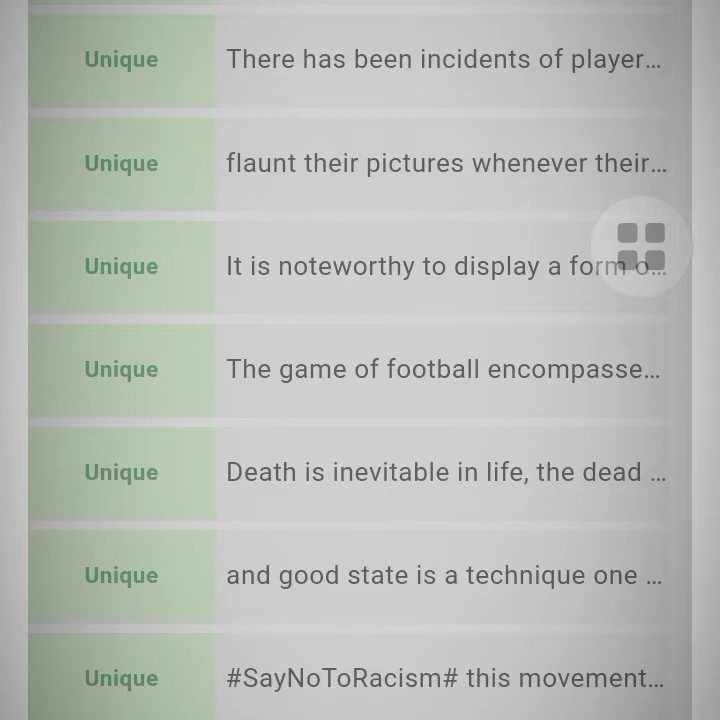 Unique There has been incidents of player...
Unique flaunt their pictures whenever their...
Unique It is noteworthy to display a form o...
Unique The game of football encompasse...
Unique Death is inevitable in life, the dead ...
Unique and good state is a technique one ...
Unique #SayNoToRacism# this movement...